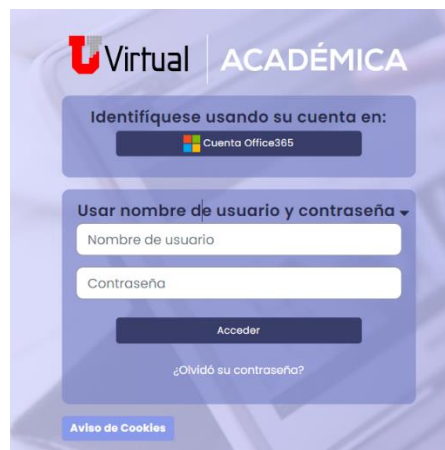 UVirtual ACADÉMICA
Identifíquese usando su cuenta en:
Cuenta Office365
Usar nombre de usuario y contraseña
Nombre de usuario
Contraseña
Acceder
¿Olvidó su contraseña?
Aviso de Cookies